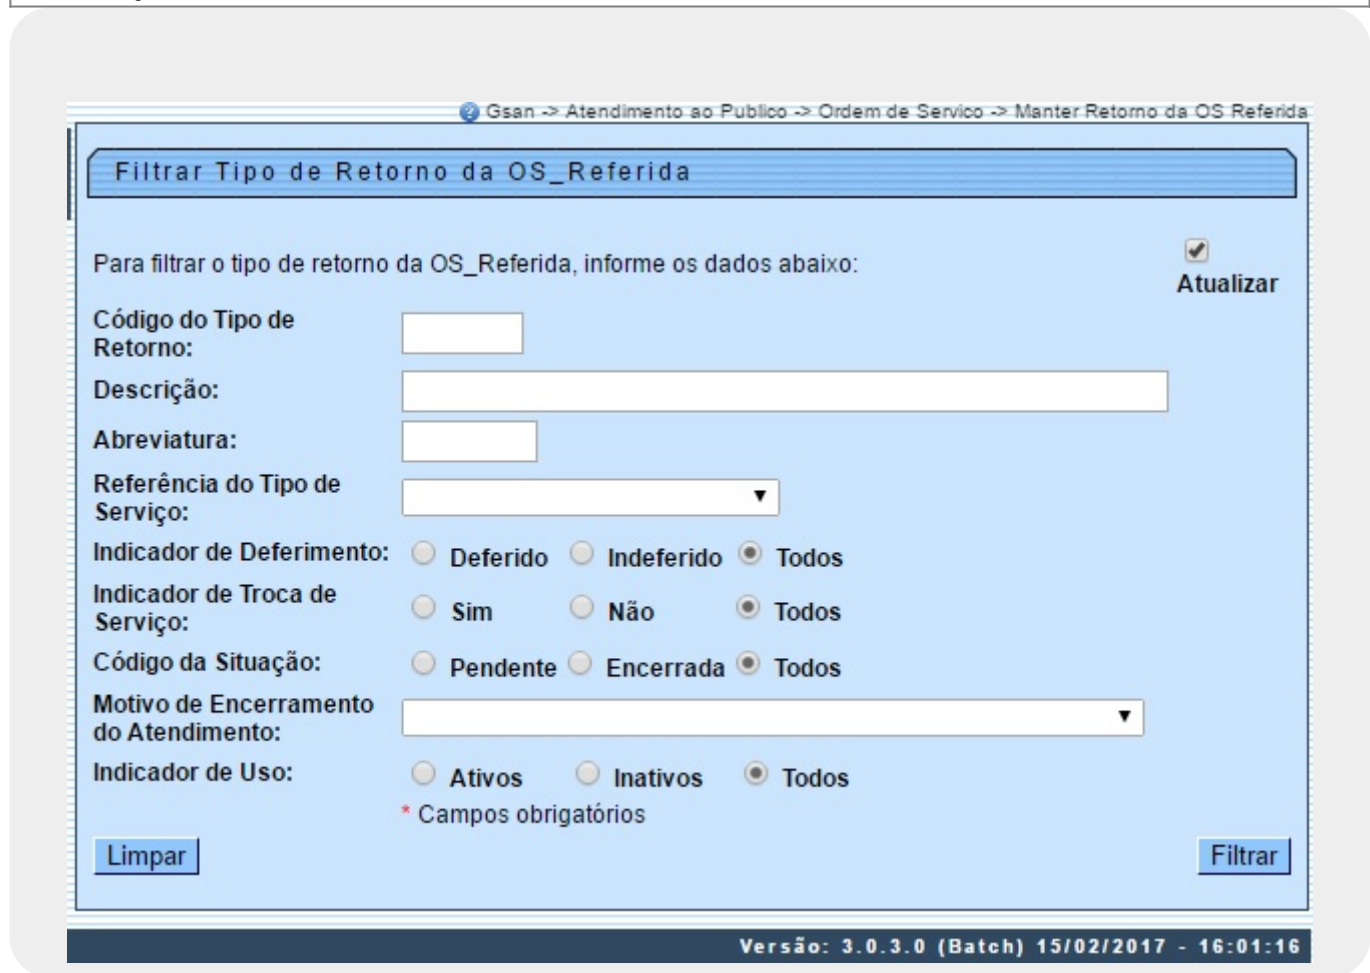 Gsan -> Atendimento ao Publico -> Ordem de Servico -> Manter Retorno da OS Referida
Filtrar Tipo de Retorno da OS_Referida
Para filtrar o tipo de retorno da OS_Referida, informe os dados abaixo:
Atualizar
Código do Tipo de
Retorno:
Descrição:
Abreviatura:
Referência do Tipo de
Serviço:
Indicador de Deferimento: Deferido Indeferido Todos
Indicador de Troca de
Serviço: Sim Não Todos
Código da Situação: Pendente Encerrada Todos
Motivo de Encerramento
do Atendimento:
Indicador de Uso: Ativos Inativos Todos
* Campos obrigatórios
Limpar Filtrar
Versão: 3.0.3.0 (Batch) 15/02/2017 - 16:01:16